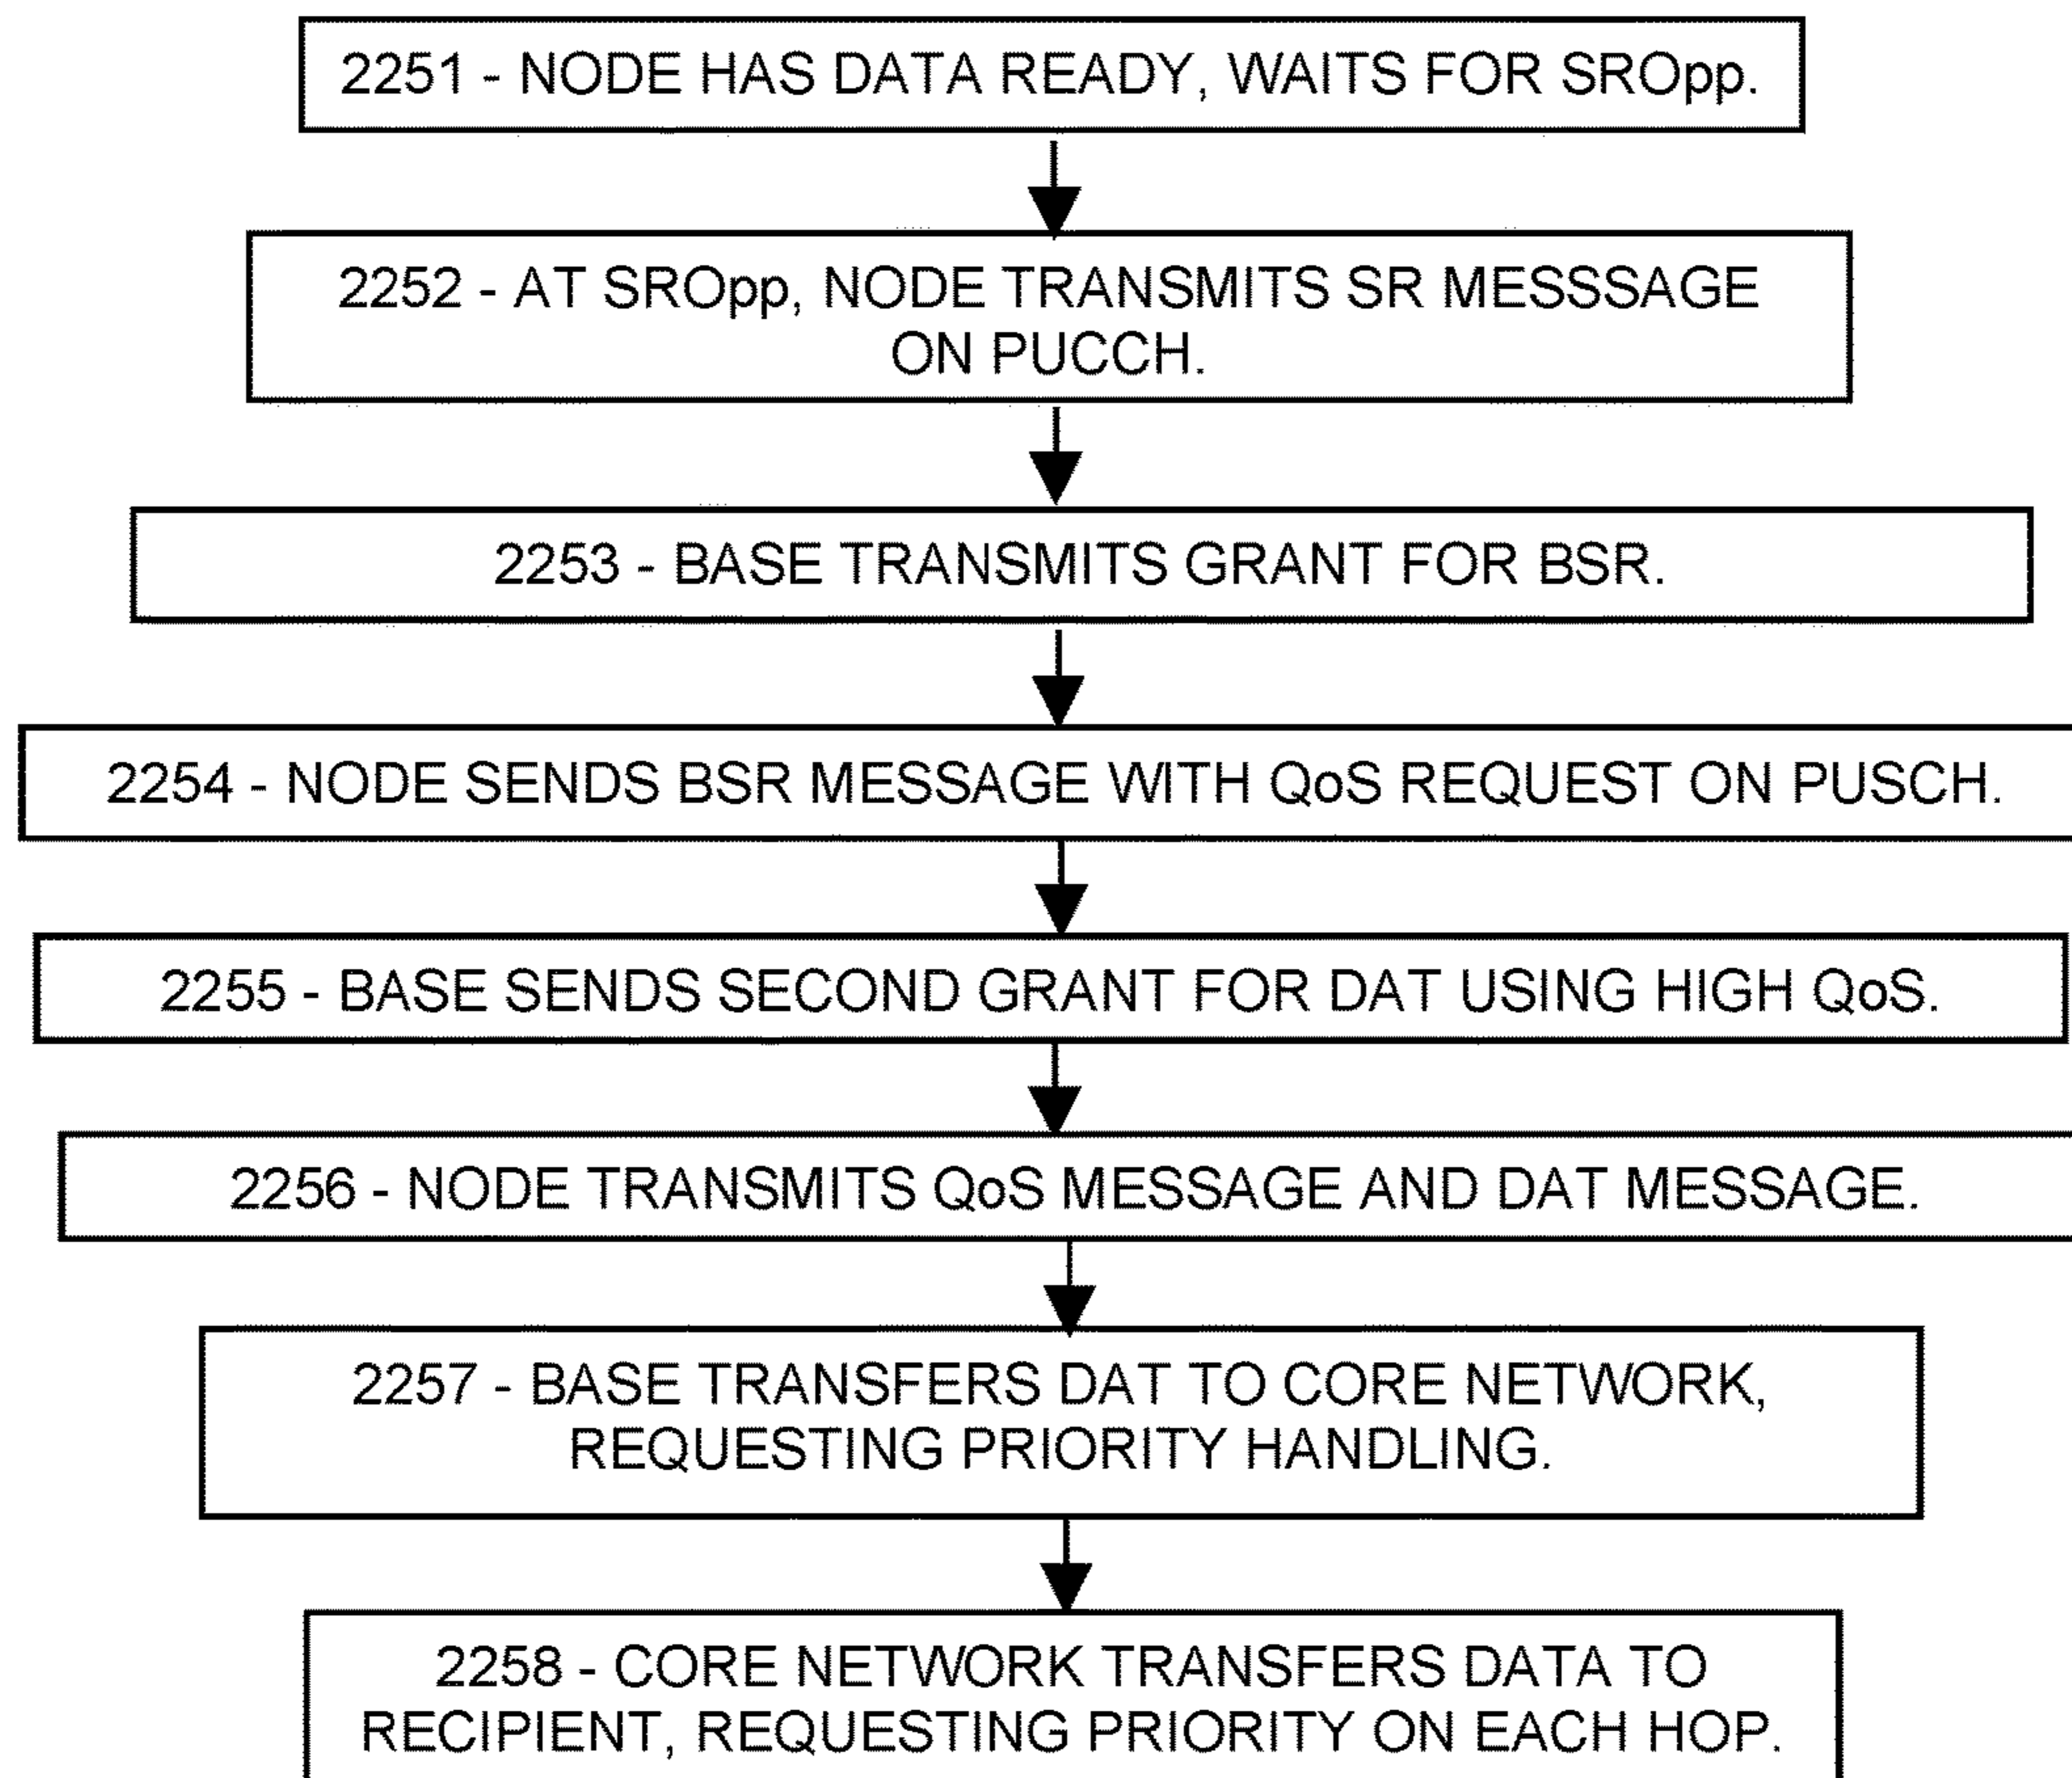 2251 - NODE HAS DATA READY, WAITS FOR SROpp.
2252 - AT SROpp, NODE TRANSMITS SR MESSSAGE
ON PUCCH.
2253 - BASE TRANSMITS GRANT FOR BSR.
2254 - NODE SENDS BSR MESSAGE WITH QoS REQUEST ON PUSCH.
2255 - BASE SENDS SECOND GRANT FOR DAT USING HIGH QoS.
2256 - NODE TRANSMITS QoS MESSAGE AND DAT MESSAGE.
2257 - BASE TRANSFERS DAT TO CORE NETWORK,
REQUESTING PRIORITY HANDLING.
2258 - CORE NETWORK TRANSFERS DATA TO
RECIPIENT, REQUESTING PRIORITY ON EACH HOP.